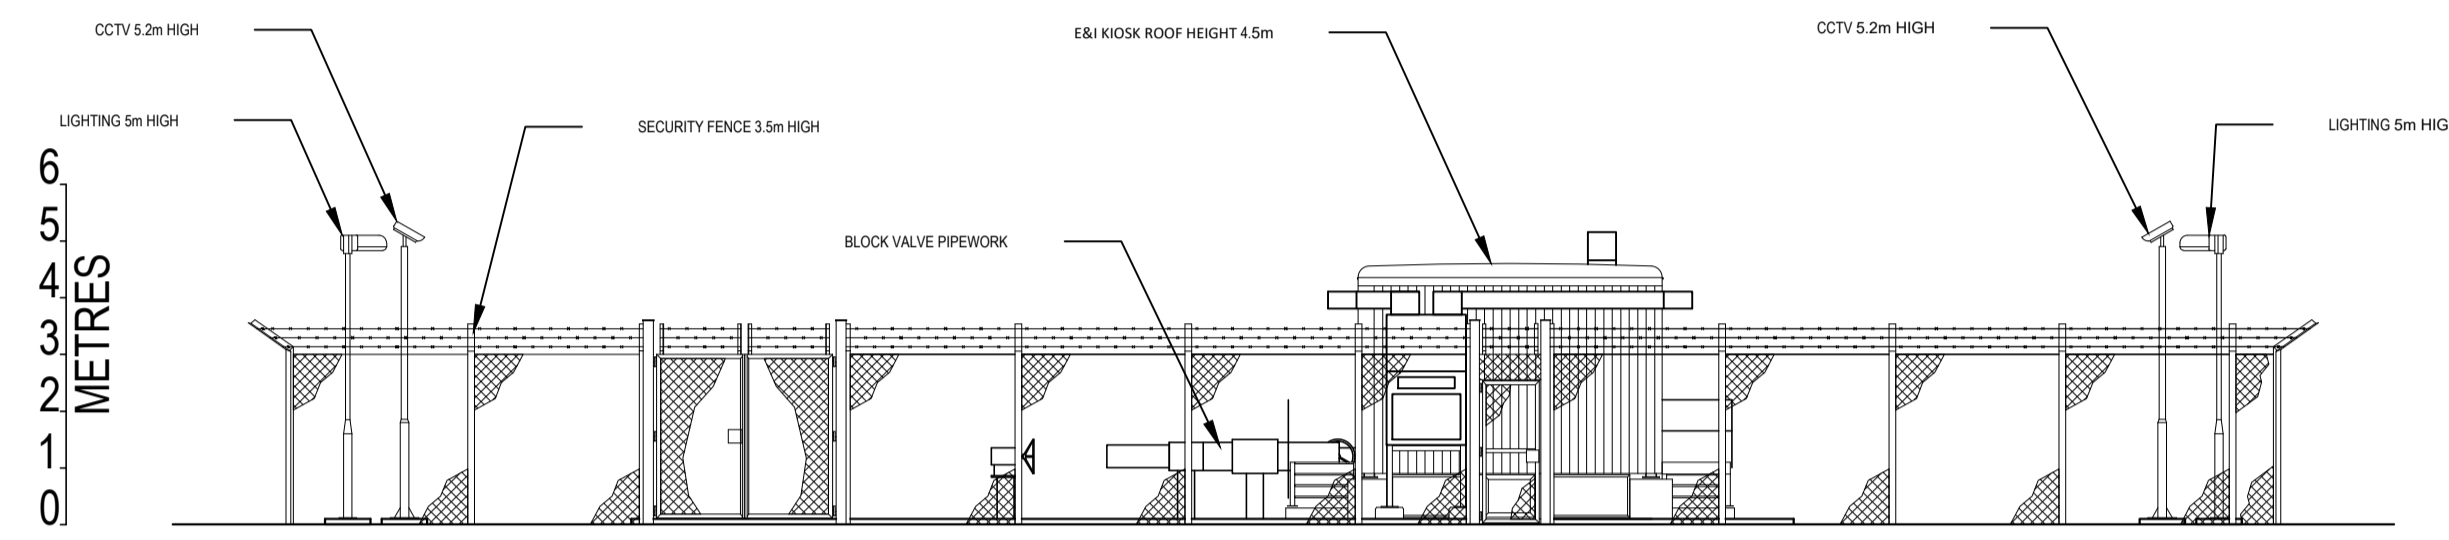 CCTV 5.2m HIGH
E&I KIOSK ROOF HEIGHT 4.5m
CCTV 5.2m HIGH
LIGHTING 5m HIGH
SECURITY FENCE 3.5m HIGH
LIGHTING 5m HIG
BLOCK VALVE PIPEWORK
6
5
4
3
2
1
0
METRES